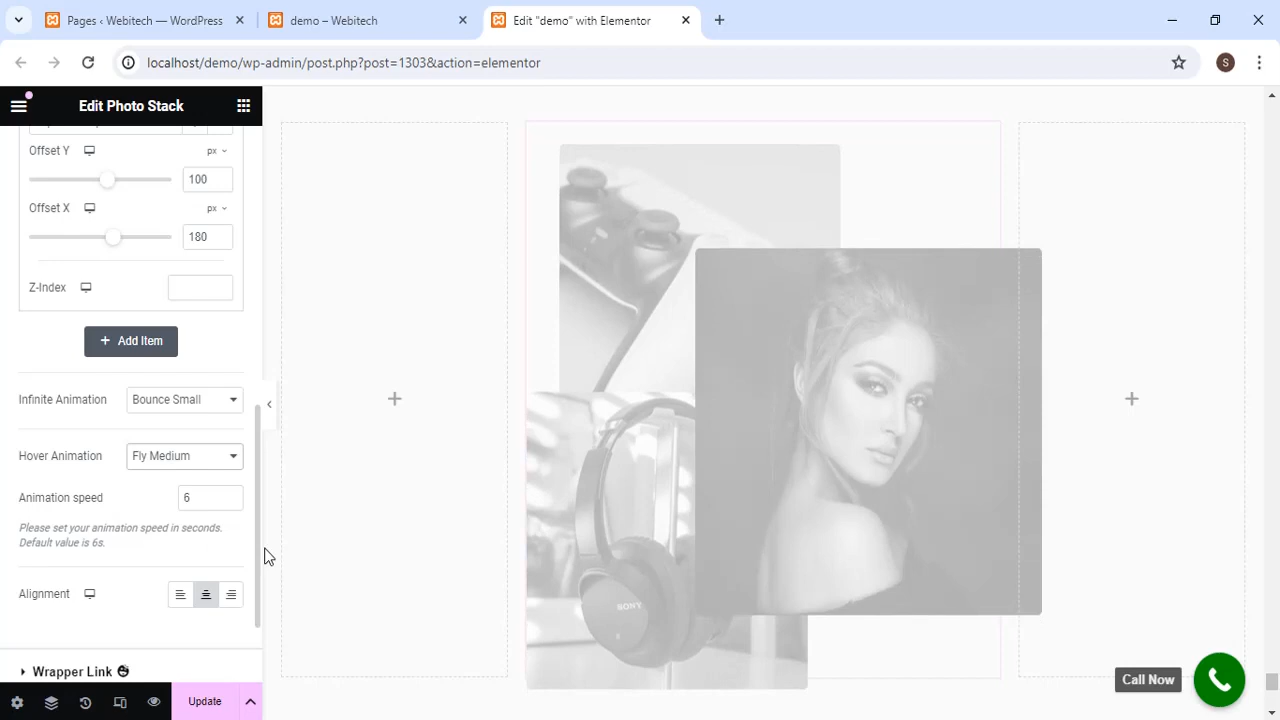 Pages ‹ Webitech — WordPress
demo – Webitech
Edit "demo" with Elementor
localhost/demo/wp-admin/post.php?post=1303&action=elementor
S
Edit Photo Stack
Offset Y
px
100
Offset X
px
180
Z-Index
+ Add Item
Infinite Animation
Bounce Small
Hover Animation
Fly Medium
Animation speed
6
Please set your animation speed in seconds.
Default value is 6s.
Alignment
Wrapper Link
Update
SONY
Call Now